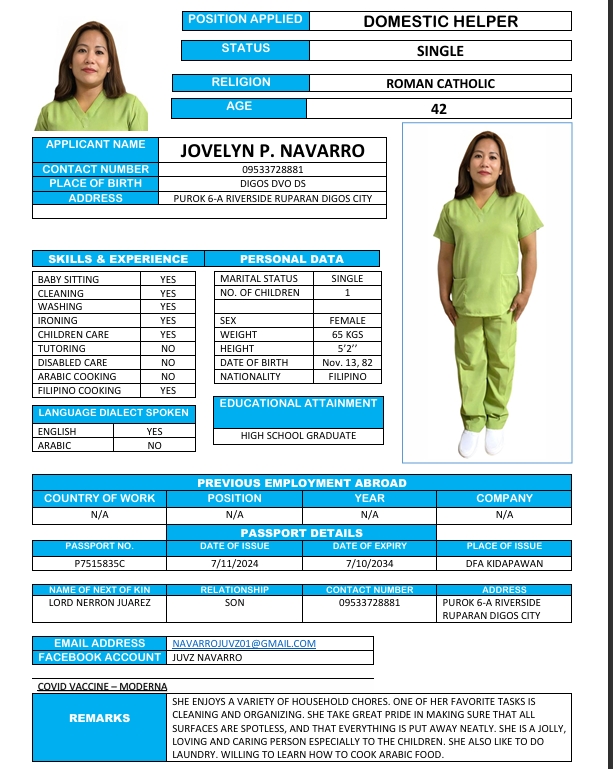 POSITION APPLIED DOMESTIC HELPER
STATUS SINGLE
RELIGION ROMAN CATHOLIC
AGE 42
APPLICANT NAME JOVELYN P. NAVARRO
CONTACT NUMBER 09533728881
PLACE OF BIRTH DIGOS DVO DS
ADDRESS PUROK 6-A RIVERSIDE RUPARAN DIGOS CITY
SKILLS & EXPERIENCE
BABY SITTING YES
CLEANING YES
WASHING YES
IRONING YES
CHILDREN CARE YES
TUTORING NO
DISABLED CARE NO
ARABIC COOKING NO
FILIPINO COOKING YES
LANGUAGE DIALECT SPOKEN
ENGLISH YES
ARABIC NO
PERSONAL DATA
MARITAL STATUS SINGLE
NO. OF CHILDREN 1
SEX FEMALE
WEIGHT 65 KGS
HEIGHT 5’2’’
DATE OF BIRTH Nov. 13, 82
NATIONALITY FILIPINO
EDUCATIONAL ATTAINMENT
HIGH SCHOOL GRADUATE
PREVIOUS EMPLOYMENT ABROAD
COUNTRY OF WORK POSITION YEAR COMPANY
N/A N/A N/A N/A
PASSPORT DETAILS
PASSPORT NO. DATE OF ISSUE DATE OF EXPIRY PLACE OF ISSUE
P7515835C 7/11/2024 7/10/2034 DFA KIDAPAWAN
NAME OF NEXT OF KIN RELATIONSHIP CONTACT NUMBER ADDRESS
LORD NERRON JUAREZ SON 09533728881 PUROK 6-A RIVERSIDE
RUPARAN DIGOS CITY
EMAIL ADDRESS NAVARROJUVZ01@GMAIL.COM
FACEBOOK ACCOUNT JUVZ NAVARRO
COVID VACCINE – MODERNA
REMARKS
SHE ENJOYS A VARIETY OF HOUSEHOLD CHORES. ONE OF HER FAVORITE TASKS IS
CLEANING AND ORGANIZING. SHE TAKE GREAT PRIDE IN MAKING SURE THAT ALL
SURFACES ARE SPOTLESS, AND THAT EVERYTHING IS PUT AWAY NEATLY. SHE IS A JOLLY,
LOVING AND CARING PERSON ESPECIALLY TO THE CHILDREN. SHE ALSO LIKE TO DO
LAUNDRY. WILLING TO LEARN HOW TO COOK ARABIC FOOD.